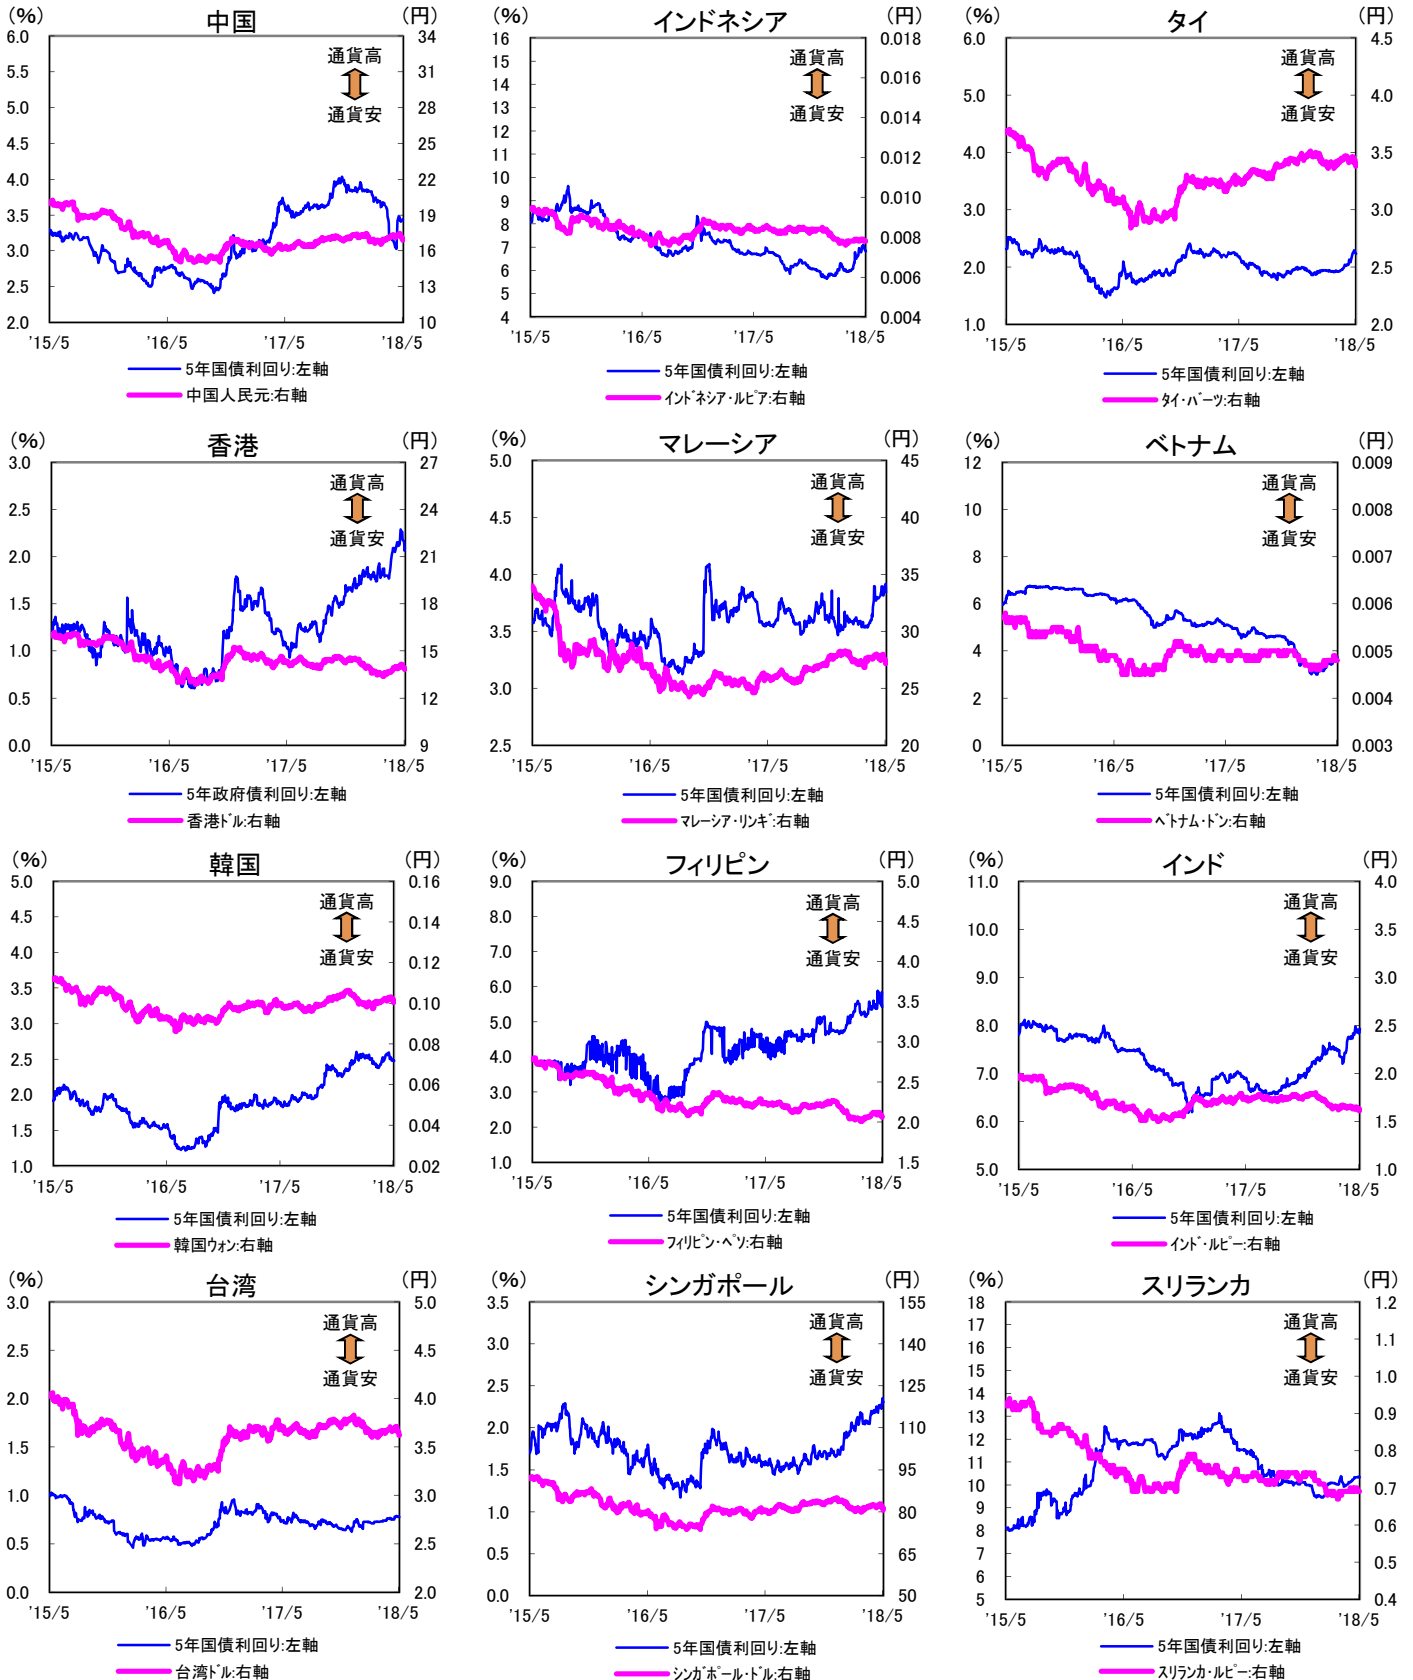 (%) 中国 (円)
6.0 34
通貨高
5.5 31
5.0 28
通貨安
4.5 25
4.0 22
3.5 19
3.0 16
2.5 13
2.0 10
'15/5 '16/5 '17/5 '18/5
5年国債利回り:左軸
中国人民元:右軸
(%) インドネシア (円)
16 0.018
15
通貨高
14 0.016
13
通貨安
12 0.014
11
10 0.012
9
8 0.010
7 0.008
6
5 0.006
4 0.004
'15/5 '16/5 '17/5 '18/5
5年国債利回り:左軸
インドネシア・ルピア:右軸
(%) タイ (円)
6.0 4.5
通貨高
5.0 4.0
通貨安
4.0 3.5
3.0 3.0
2.0 2.5
1.0 2.0
'15/5 '16/5 '17/5 '18/5
5年国債利回り:左軸
タイ・バーツ:右軸
(%) 香港 (円)
3.0 27
通貨高
2.5 24
通貨安
2.0 21
1.5 18
1.0 15
0.5 12
0.0 9
'15/5 '16/5 '17/5 '18/5
5年政府債利回り:左軸
香港ドル:右軸
(%) マレーシア (円)
5.0 45
通貨高
4.5 40
通貨安
4.0 35
3.5 30
3.0 25
2.5 20
'15/5 '16/5 '17/5 '18/5
5年国債利回り:左軸
マレーシア・リンギ:右軸
(%) ベトナム (円)
12 0.009
通貨高
10 0.008
通貨安
8 0.007
6 0.006
4 0.005
2 0.004
0 0.003
'15/5 '16/5 '17/5 '18/5
5年国債利回り:左軸
ベトナム・ドン:右軸
(%) 韓国 (円)
5.0 0.16
通貨高
4.5 0.14
4.0 0.12
通貨安
3.5 0.10
3.0
2.5 0.08
2.0 0.06
1.5 0.04
1.0 0.02
'15/5 '16/5 '17/5 '18/5
5年国債利回り:左軸
韓国ウォン:右軸
(%) フィリピン (円)
9.0 5.0
通貨高
8.0 4.5
7.0 4.0
通貨安
6.0 3.5
5.0 3.0
4.0 2.5
3.0
2.0 2.0
1.0 1.5
'15/5 '16/5 '17/5 '18/5
5年国債利回り:左軸
フィリピン・ペソ:右軸
(%) インド (円)
11.0 4.0
通貨高
10.0 3.5
通貨安
9.0 3.0
8.0 2.5
7.0 2.0
6.0 1.5
5.0 1.0
'15/5 '16/5 '17/5 '18/5
5年国債利回り:左軸
インド・ルピー:右軸
(%) 台湾 (円)
3.0 5.0
通貨高
2.5 4.5
通貨安
2.0 4.0
1.5 3.5
1.0 3.0
0.5 2.5
0.0 2.0
'15/5 '16/5 '17/5 '18/5
5年国債利回り:左軸
台湾ドル:右軸
(%) シンガポール (円)
3.5 155
通貨高
3.0 140
通貨安
2.5 125
2.0 110
1.5 95
1.0 80
0.5 65
0.0 50
'15/5 '16/5 '17/5 '18/5
5年国債利回り:左軸
シンガポール・ドル:右軸
(%) スリランカ (円)
18 1.2
17
通貨高
16 1.1
15
通貨安
14 1.0
13 0.9
12
11 0.8
10 0.7
9
8 0.6
7 0.5
6
5 0.4
'15/5 '16/5 '17/5 '18/5
5年国債利回り:左軸
スリランカ・ルピー:右軸